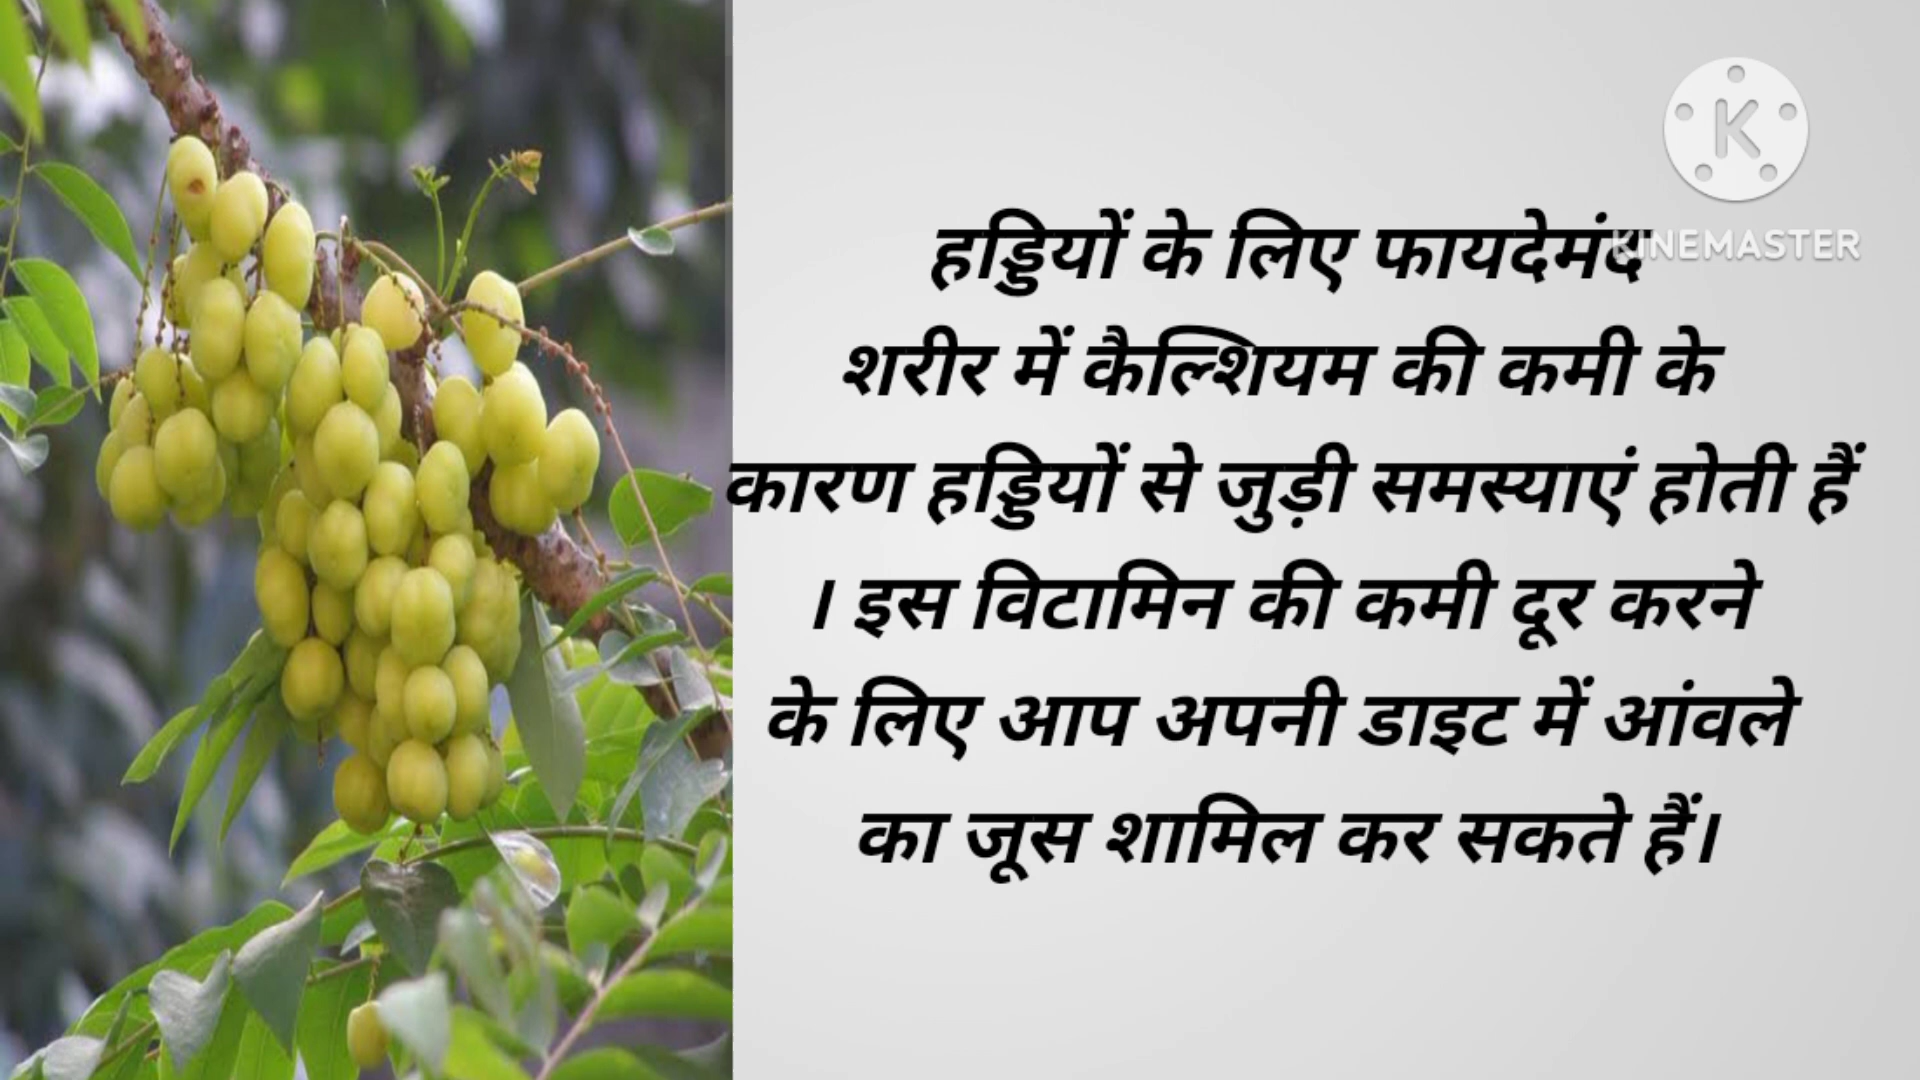 हड्डियों के लिए फायदेमंद
KINEMASTER
शरीर में कैल्शियम की कमी के
कारण हड्डियों से जुड़ी समस्याएं होती हैं
। इस विटामिन की कमी दूर करने
के लिए आप अपनी डाइट में आंवले
का जूस शामिल कर सकते हैं।